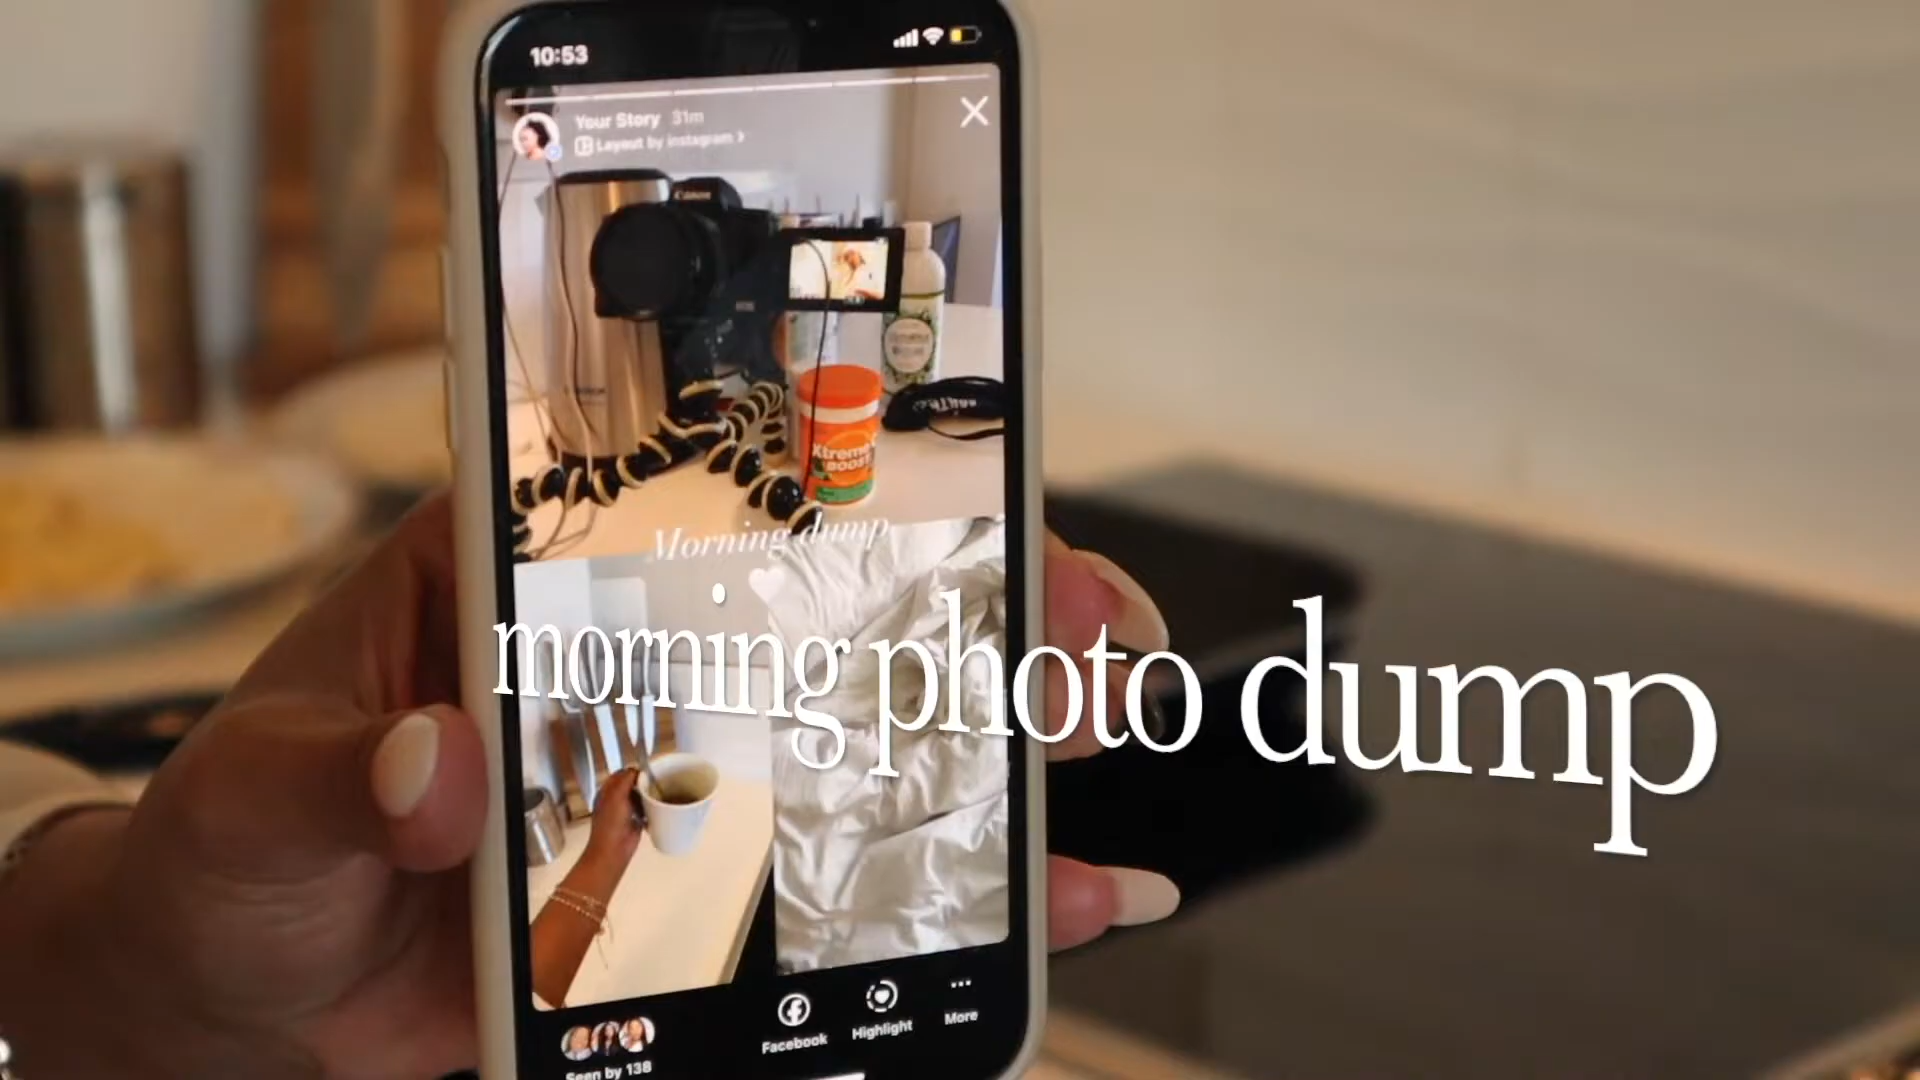 10:53
Your Story 31m
Layout by Instagram >
Canon
Xtreme C
BOOST
Morning dump
morning photo dump
Facebook
Highlight
More
Seen by 138